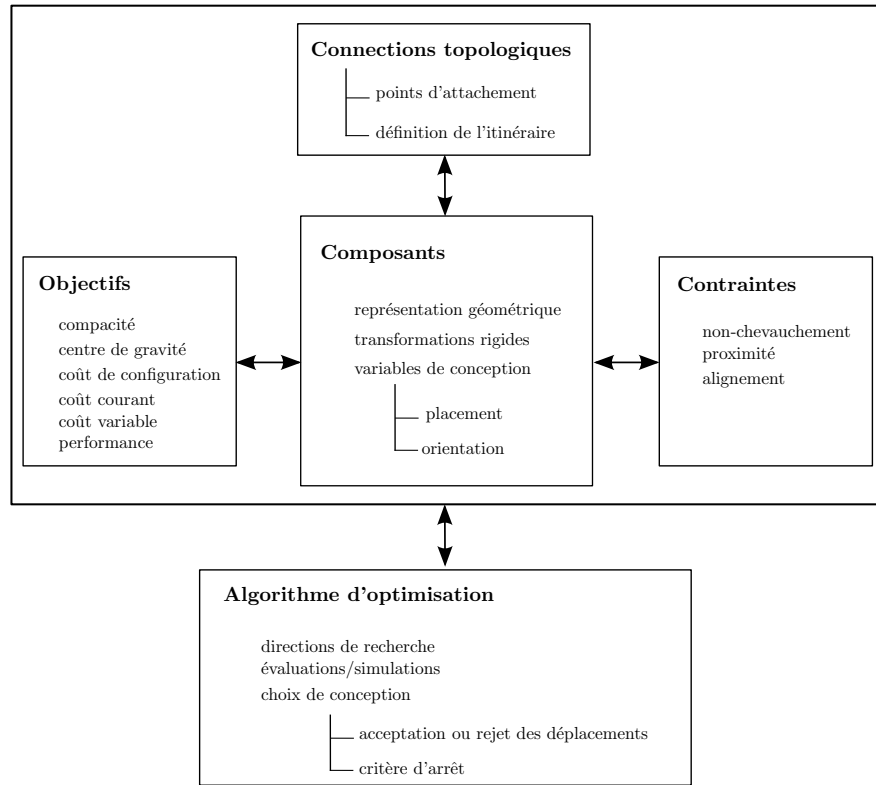 Connections topologiques
points d'attachement
définition de l'itinéraire
Composants
représentation géométrique
transformations rigides
variables de conception
placement
orientation
Objectifs
compacité
centre de gravité
coût de configuration
coût courant
coût variable
performance
Contraintes
non-chevauchement
proximité
alignement
Algorithme d'optimisation
directions de recherche
évaluations/simulations
choix de conception
acceptation ou rejet des déplacements
critère d'arrêt